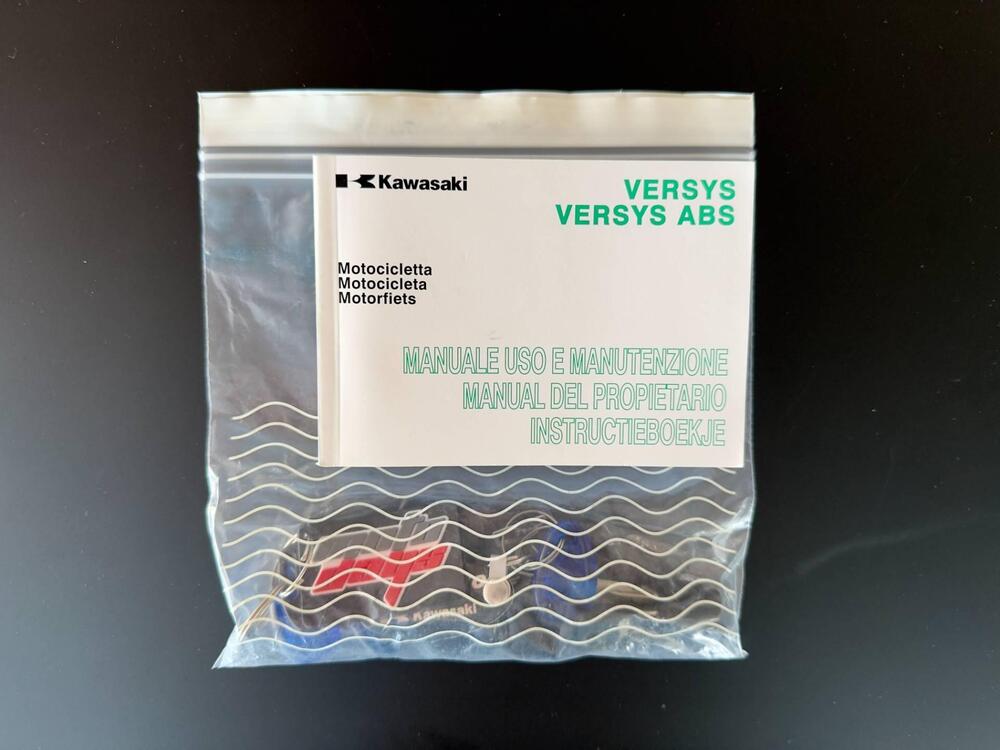 Kawasaki
VERSYS
VERSYS ABS
Motocicletta
Motocicleta
Motorfiets
MANUALE USO E MANUTENZIONE
MANUAL DEL PROPIETARIO
INSTRUCTIEBOEKJE
Kawasaki